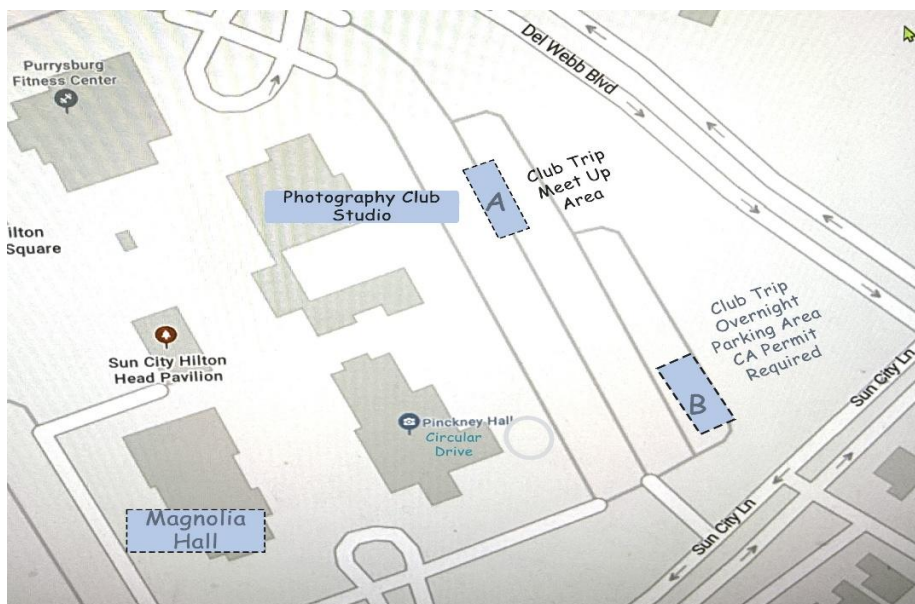 Purrysburg
Fitness Center
Del Webb Blvd
Club Trip
Meet Up
Area
A
Photography Club
Studio
ilton
Square
Club Trip
Overnight
Parking Area
CA Permit
Required
Sun City Hilton
Head Pavilion
Sun City Ln
B
Pinckney Hall
Circular
Drive
Magnolia
Hall
Sun City Ln